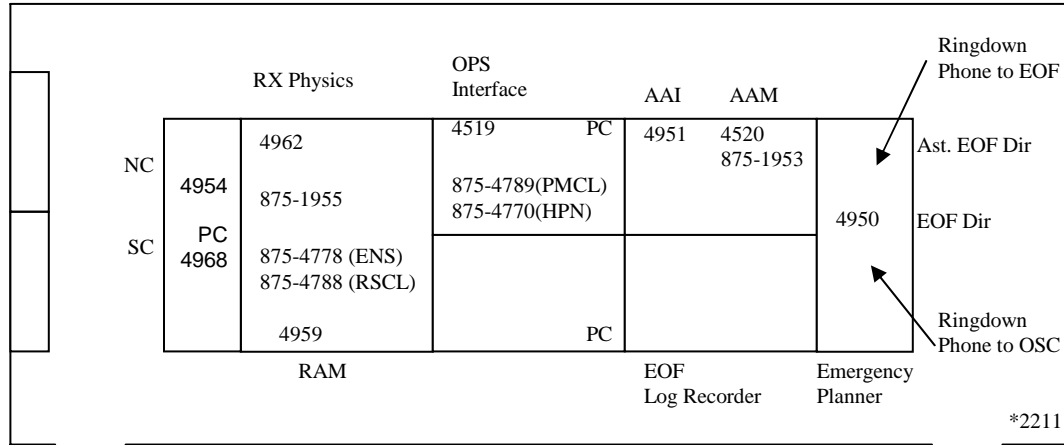 Ringdown
Phone to EOF
OPS
Interface
RX Physics
AAI
AAM
4519
PC
4951
4520
875-1953
4962
Ast. EOF Dir
NC
4954
875-4789(PMCL)
875-4770(HPN)
875-1955
4950
EOF Dir
PC
4968
SC
875-4778 (ENS)
875-4788 (RSCL)
Ringdown
Phone to OSC
4959
PC
RAM
EOF
Log Recorder
Emergency
Planner
*2211